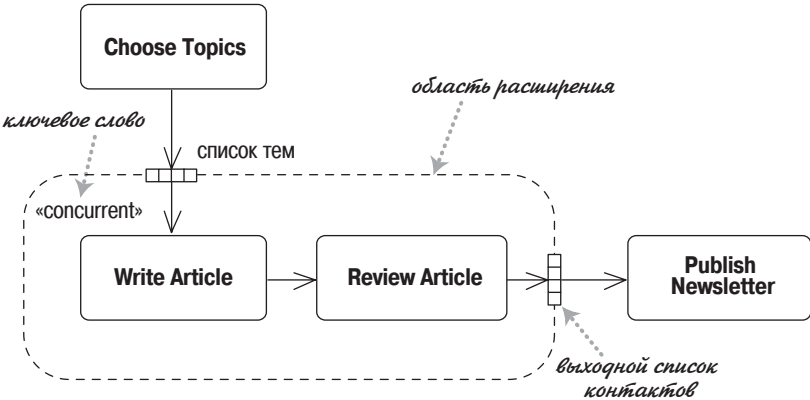 Choose Topics
область расширения
ключевое слово
список тем
«concurrent»
Write Article
Review Article
Publish
Newsletter
выходной список
контактов